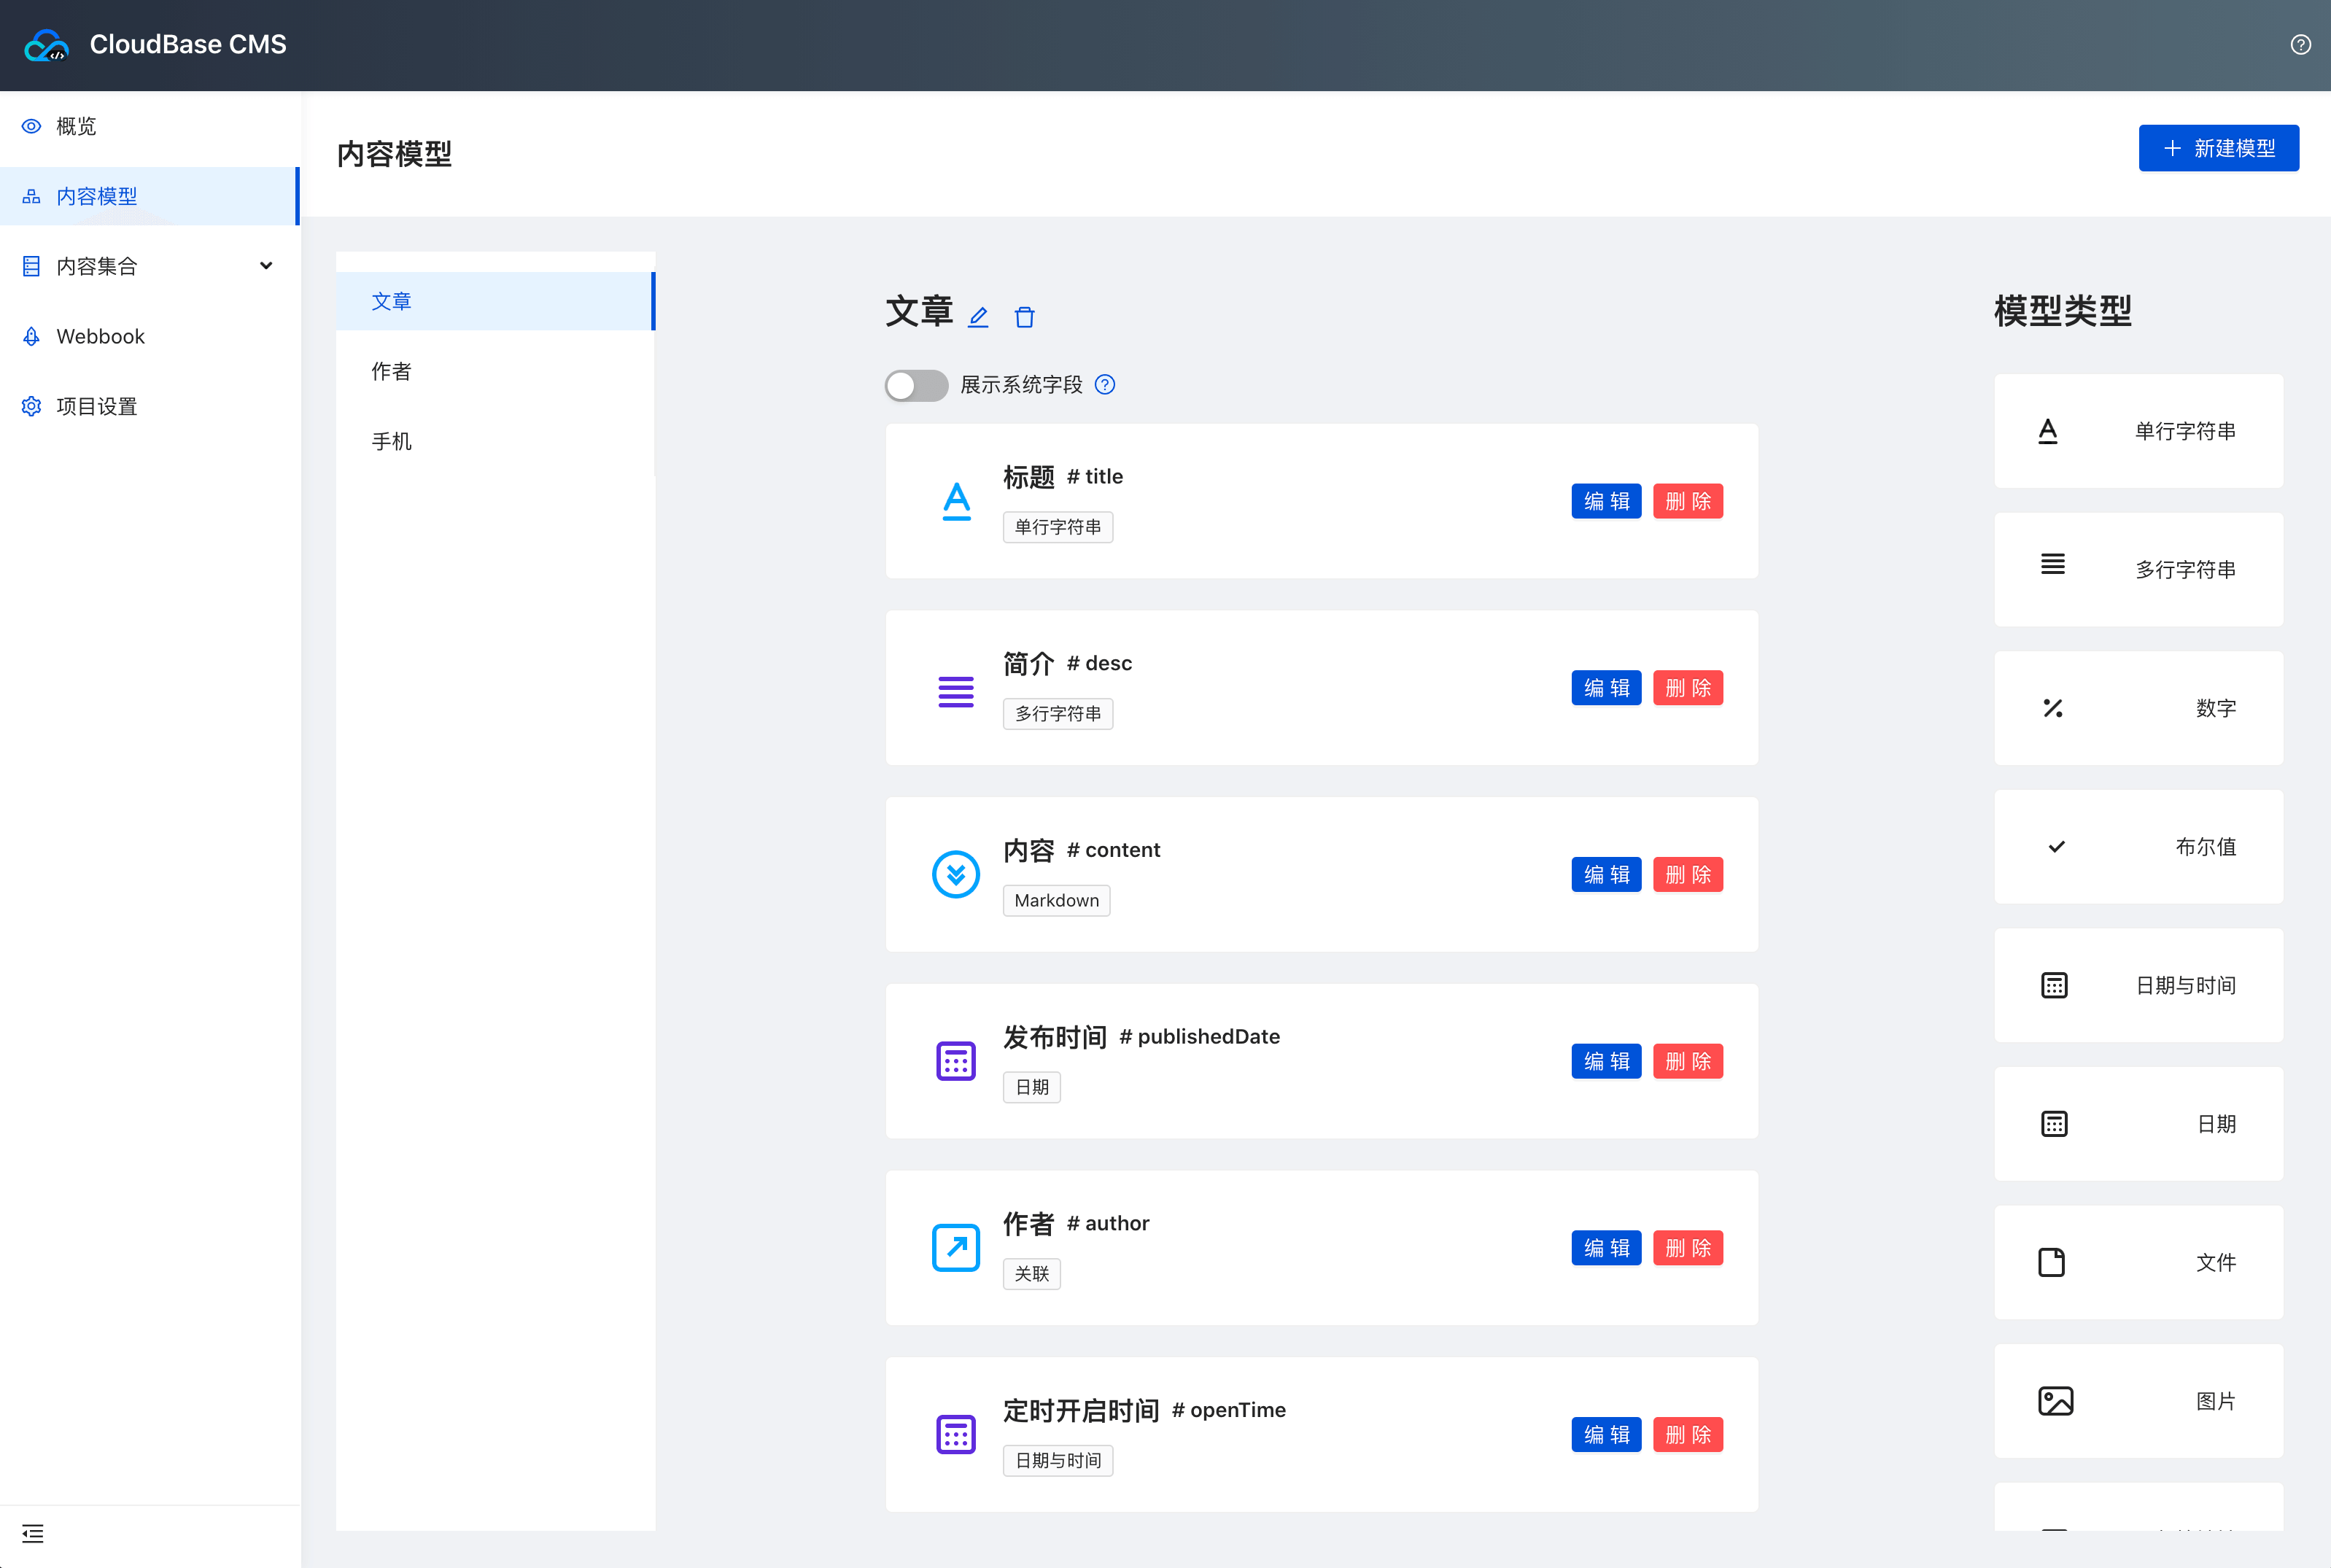 CloudBase CMS
概览
内容模型
内容集合
Webbook
项目设置
内容模型
新建模型
文章
作者
手机
文章
展示系统字段
标题 # title
单行字符串
编辑 删除
简介 # desc
多行字符串
编辑 删除
内容 # content
Markdown
编辑 删除
发布时间 # publishedDate
日期
编辑 删除
作者 # author
关联
编辑 删除
定时开启时间 # openTime
日期与时间
编辑 删除
模型类型
单行字符串
多行字符串
数字
布尔值
日期与时间
日期
文件
图片